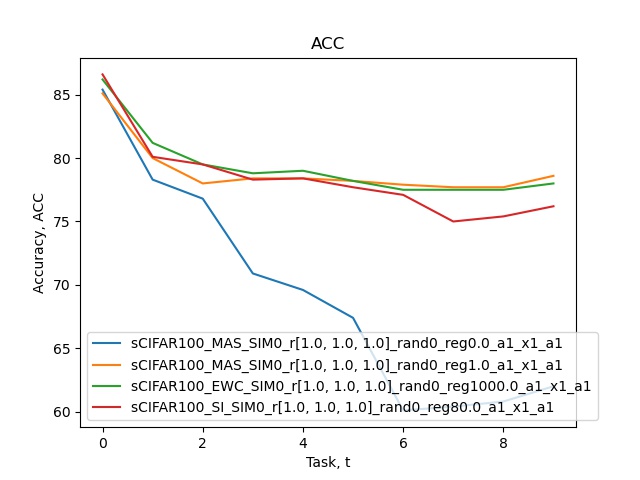 ACC
85
80
75
70
65
60
Accuracy, ACC
sCIFAR100_MAS_SIM0_r[1.0, 1.0, 1.0]_rand0_reg0.0_a1_x1_a1
sCIFAR100_MAS_SIM0_r[1.0, 1.0, 1.0]_rand0_reg1.0_a1_x1_a1
sCIFAR100_EWC_SIM0_r[1.0, 1.0, 1.0]_rand0_reg1000.0_a1_x1_a1
sCIFAR100_SI_SIM0_r[1.0, 1.0, 1.0]_rand0_reg80.0_a1_x1_a1
0 2 4 6 8
Task, t